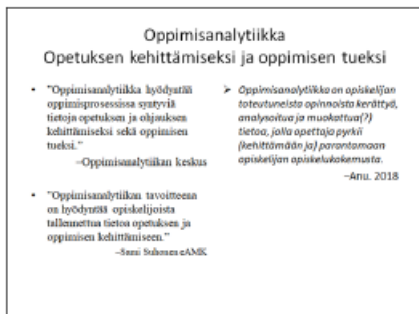 Oppimisanalytiikka
Opetuksen kehittämiseksi ja oppimisen tueksi
• "Oppimisanalytiikka hyödyntää
oppimisprosessissa syntyviä
tietoja opetuksen ja ohjauksen
kehittämiseksi sekä oppimisen
tueksi."
–Oppimisanalytiikan keskus
• "Oppimisanalytiikan tavoitteena
on hyödyntää opiskelijoista
tallennettua tietoa opetuksen ja
oppimisen kehittämiseen."
–Sami Suhonen eAMK
➢ Oppimisanalytiikka on opiskelijan
toteutuneista opinnoista kerättyä,
analysoitua ja muokattua(?)
tietoa, jolla opettaja pyrkii
(kehittämään ja) parantamaan
opiskelijan opiskelukokemusta.
–Anu. 2018